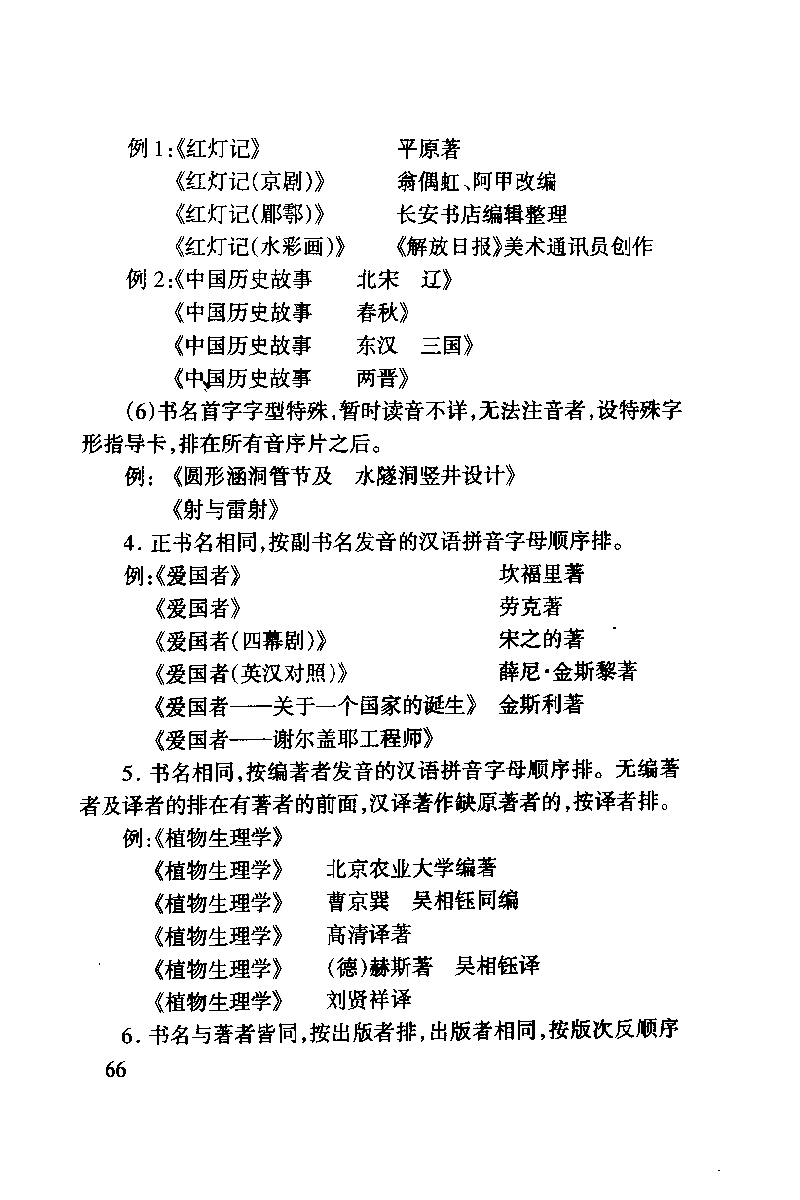 例1:《红灯记》 平原著
《红灯记(京剧)》 翁偶虹、阿甲改编
《红灯记(郿鄠)》 长安书店编辑整理
《红灯记(水彩画)》 《解放日报》美术通讯员创作
例2:《中国历史故事 北宋 辽》
《中国历史故事 春秋》
《中国历史故事 东汉 三国》
《中国历史故事 两晋》
(6)书名首字字型特殊,暂时读音不详,无法注音者,设特殊字
形指导卡,排在所有音序片之后。
例: 《圆形涵洞管节及 水隧洞竖井设计》
《射与雷射》
4. 正书名相同,按副书名发音的汉语拼音字母顺序排。
例:《爱国者》 坎福里著
《爱国者》 劳克著
《爱国者(四幕剧)》 宋之的著
《爱国者(英汉对照)》 薛尼·金斯黎著
《爱国者——关于一个国家的诞生》 金斯利著
《爱国者——谢尔盖耶工程师》
5. 书名相同,按编著者发音的汉语拼音字母顺序排。无编著
者及译者的排在有著者的前面,汉译著作缺原著者的,按译者排。
例:《植物生理学》
《植物生理学》 北京农业大学编著
《植物生理学》 曹京巽 吴相钰同编
《植物生理学》 高清译著
《植物生理学》 (德)赫斯著 吴相钰译
《植物生理学》 刘贤祥译
6. 书名与著者皆同,按出版者排,出版者相同,按版次反顺序
66